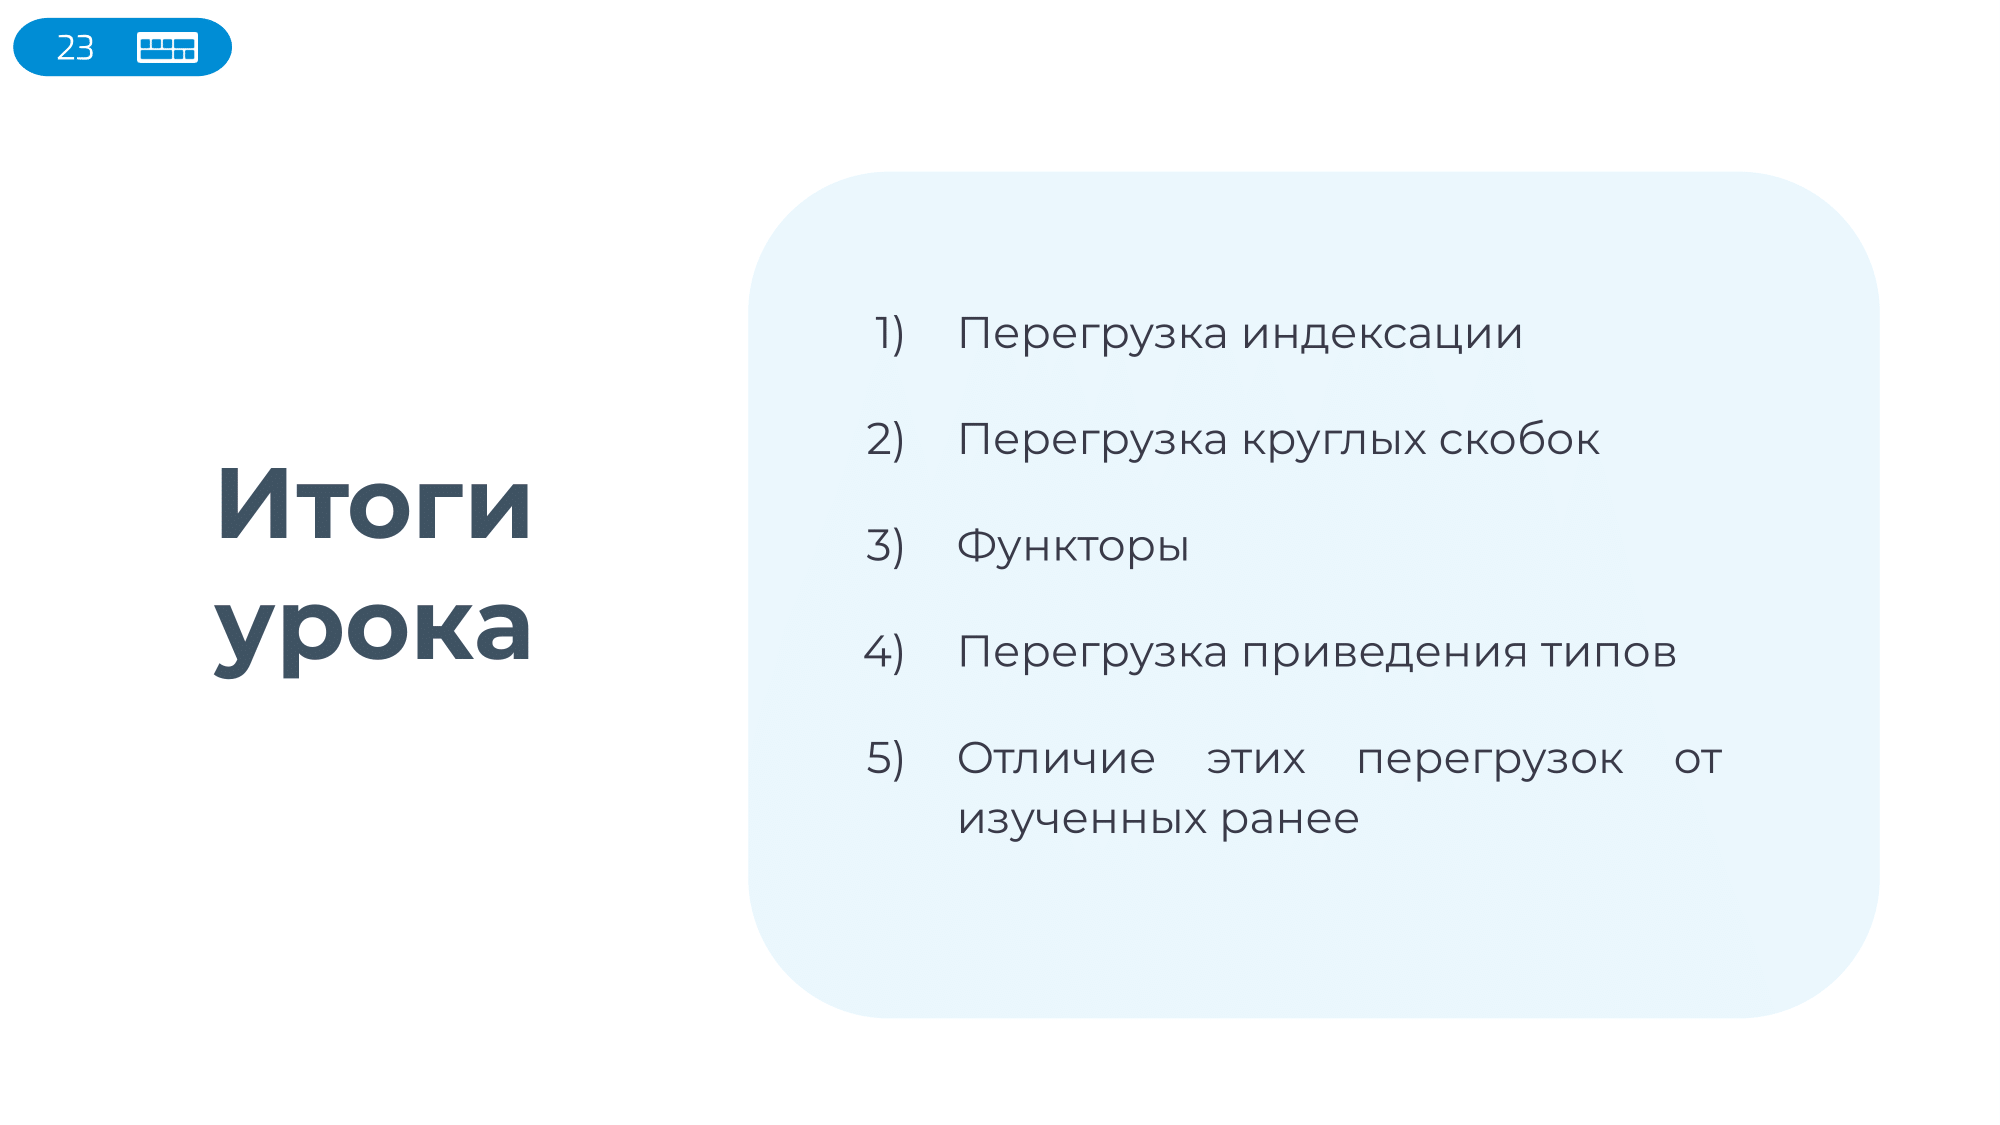 23
Итоги
урока
1) Перегрузка индексации
2) Перегрузка круглых скобок
3) Функторы
4) Перегрузка приведения типов
5) Отличие этих перегрузок от
изученных ранее